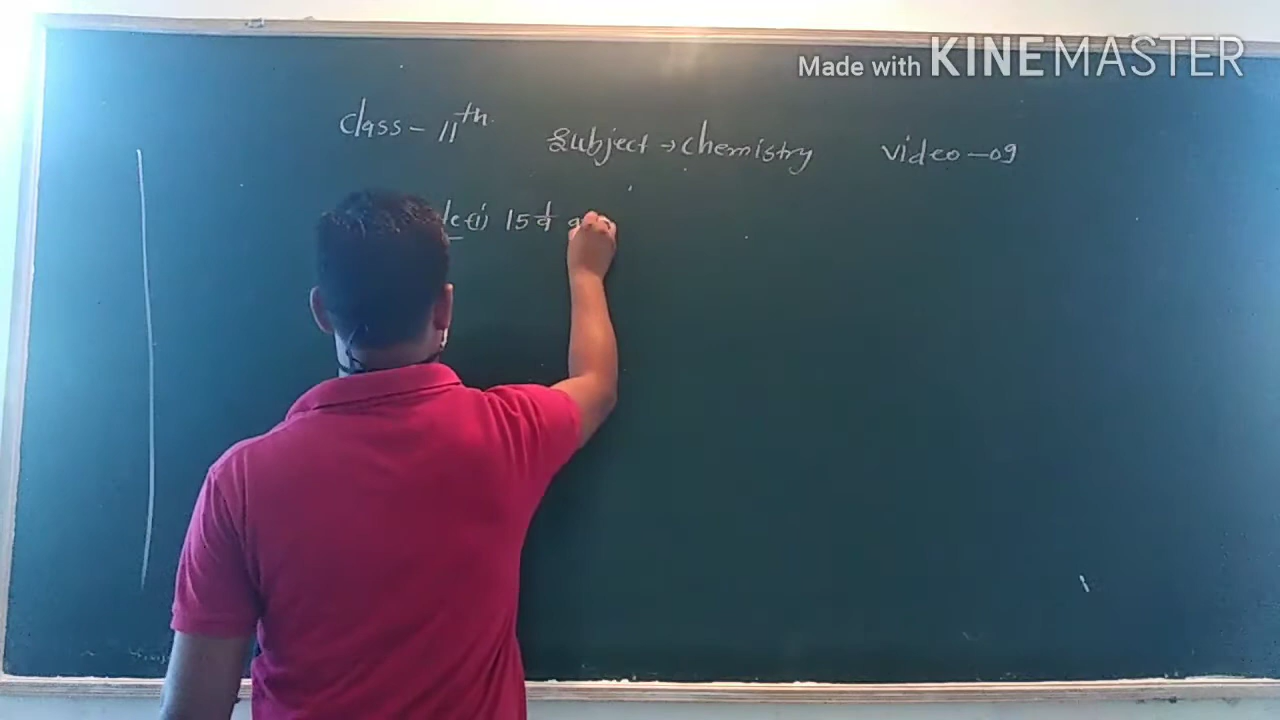 Made with KINEMASTER
Class - 11th
Subject → Chemistry
Video - 09
(i) 15